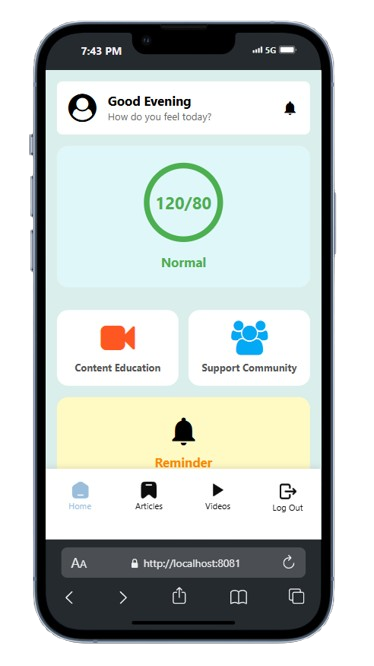 7:43 PM
5G
Good Evening
How do you feel today?
120/80
Normal
Content Education
Support Community
Reminder
Home
Articles
Videos
Log Out
AA
http://localhost:8081